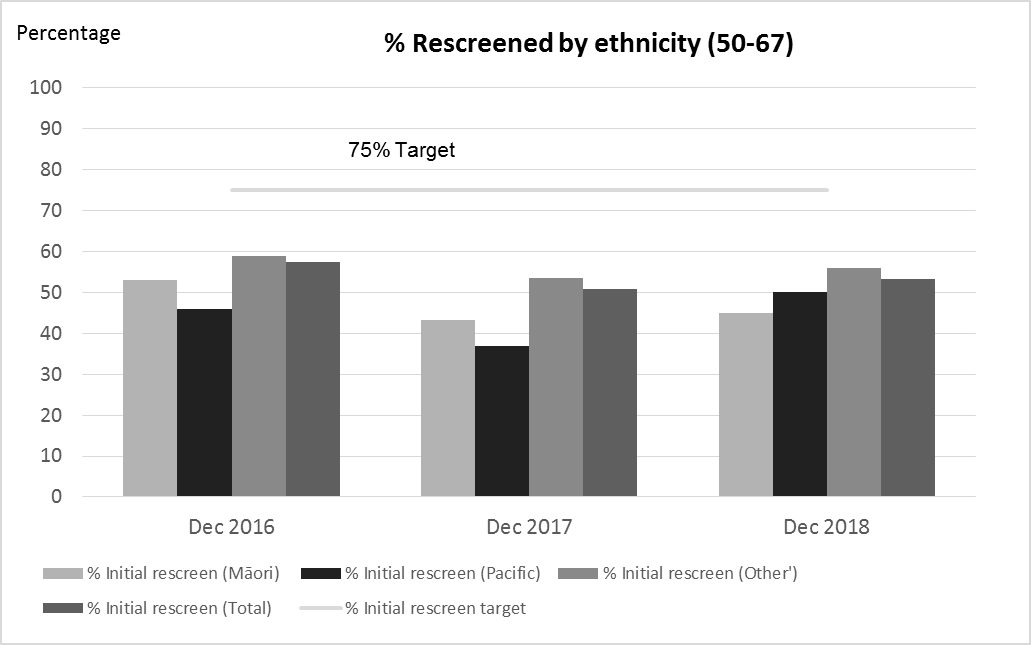 Percentage
% Rescreened by ethnicity (50-67)
100
90
75% Target
80
70
60
50
40
30
20
10
0
Dec 2016 Dec 2017 Dec 2018
% Initial rescreen (Māori) % Initial rescreen (Pacific) % Initial rescreen (Other')
% Initial rescreen (Total) % Initial rescreen target